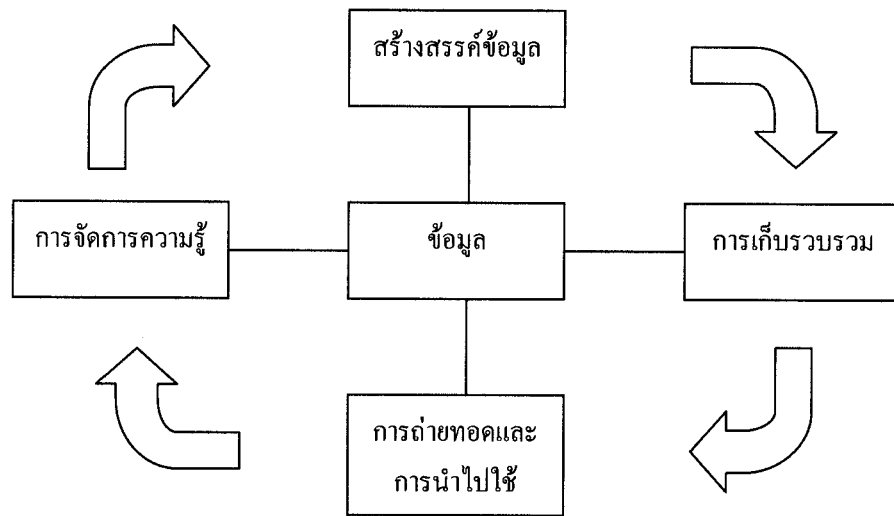 สร้างสรรค์ข้อมูล
การจัดการความรู้
ข้อมูล
การเก็บรวบรวม
การถ่ายทอดและ
การนำไปใช้